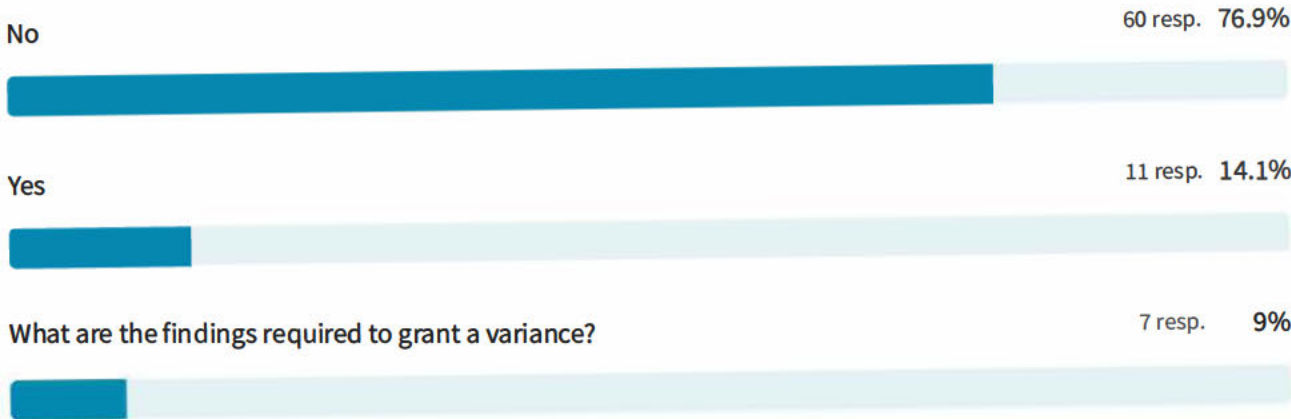 No 60 resp. 76.9%
Yes 11 resp. 14.1%
What are the findings required to grant a variance? 7 resp. 9%